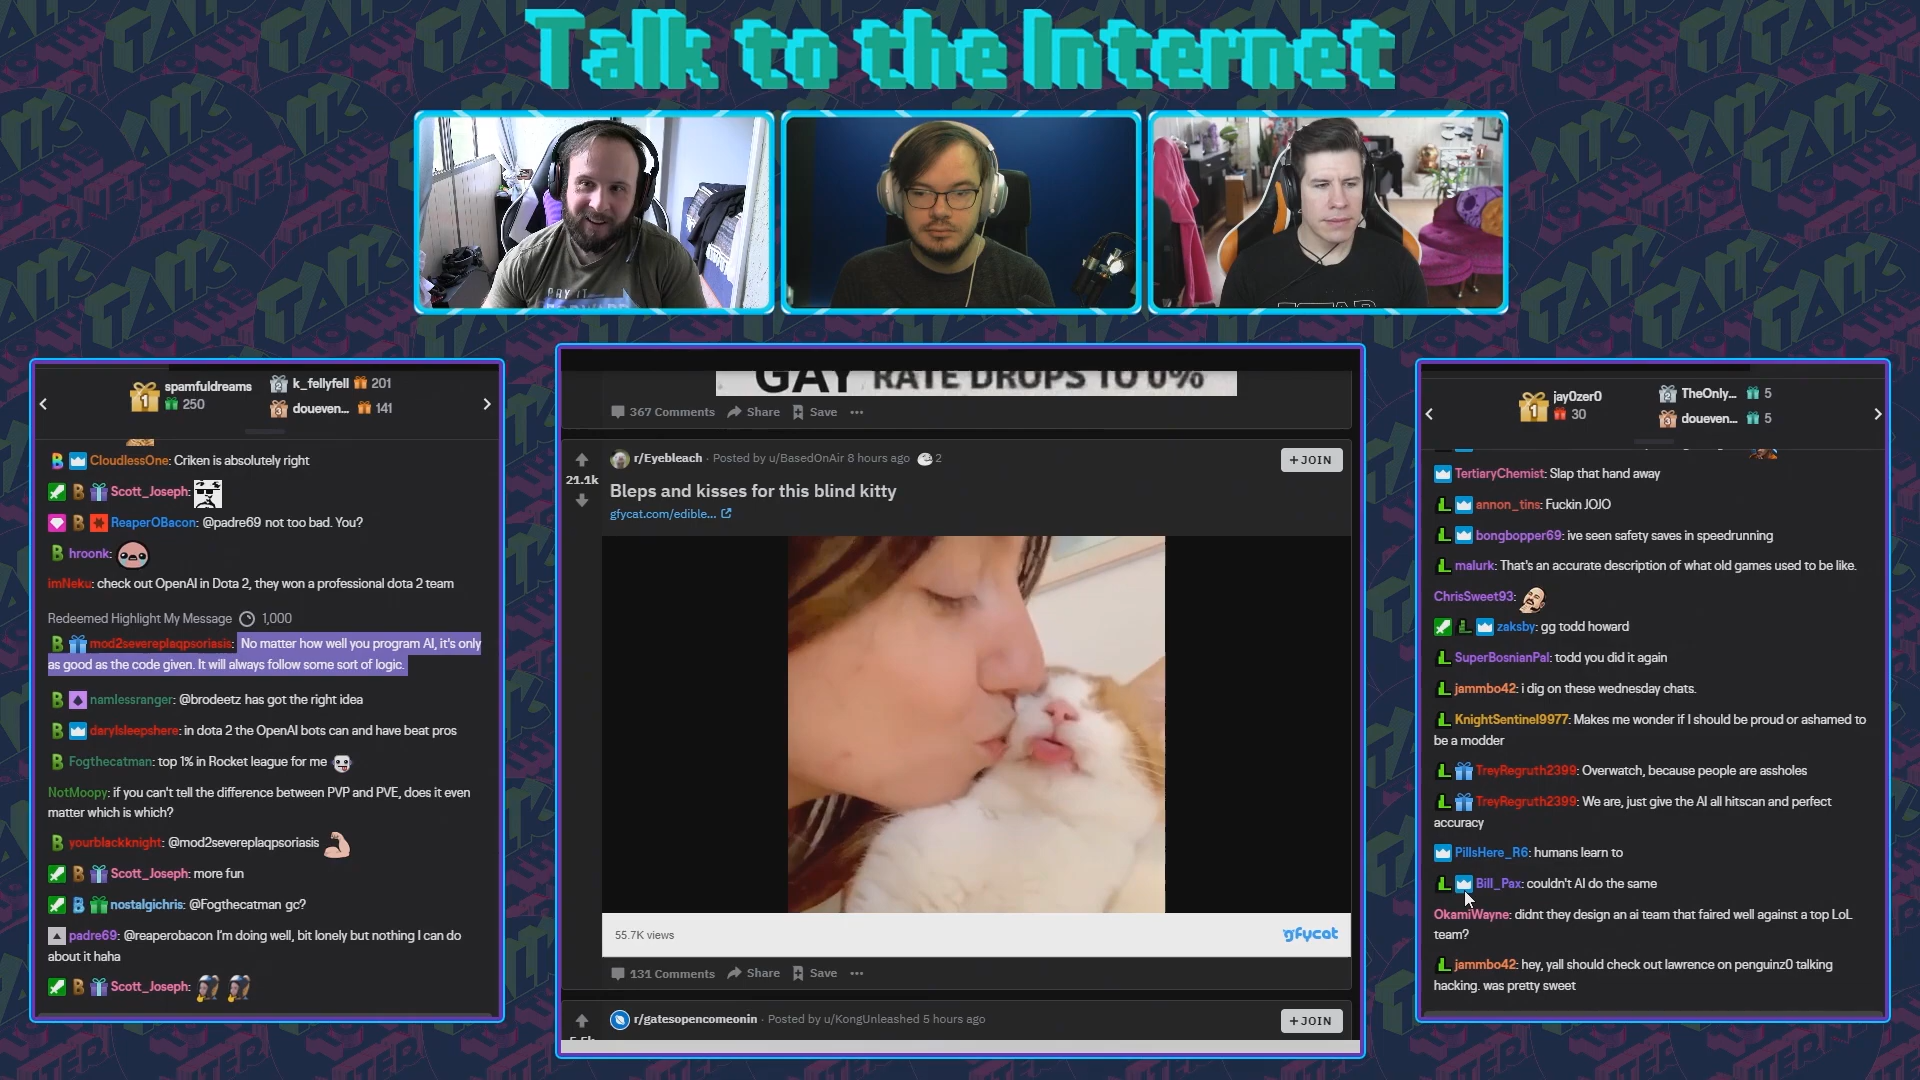 Talk to the Internet
PAY IT
spamfuldreams
250
k_fellyfell 201
doueven... 141
CloudlessOne: Criken is absolutely right
Scott_Joseph:
ReaperOBacon: @padre69 not too bad. You?
hroonk:
imNeku: check out OpenAI in Dota 2, they won a professional dota 2 team
Redeemed Highlight My Message 1,000
mod2severeplaqpsoriasis: No matter how well you program AI, it's only
as good as the code given. It will always follow some sort of logic.
namlessranger: @brodeetz has got the right idea
darylsleepshere: in dota 2 the OpenAI bots can and have beat pros
Fogthecatman: top 1% in Rocket league for me
NotMoopy: if you can't tell the difference between PVP and PVE, does it even
matter which is which?
yourblackknight: @mod2severeplaqpsoriasis
Scott_Joseph: more fun
nostalgichris: @Fogthecatman gc?
padre69: @reaperobacon I'm doing well, bit lonely but nothing I can do
about it haha
Scott_Joseph:
GAY RATE DROPS TO 0%
367 Comments Share Save
r/Eyebleach · Posted by u/BasedOnAir 8 hours ago 2
+ JOIN
21.1k
Bleps and kisses for this blind kitty
gfycat.com/edible...
55.7K views
gfycat
131 Comments Share Save
r/gatesopencomeonin · Posted by u/KongUnleashed 5 hours ago
+ JOIN
jay0zer0
30
TheOnly... 5
doueven... 5
TertiaryChemist: Slap that hand away
annon_tins: Fuckin JOJO
bongbopper69: ive seen safety saves in speedrunning
malurk: That's an accurate description of what old games used to be like.
ChrisSweet93:
zaksby: gg todd howard
SuperBosnianPal: todd you did it again
jammbo42: i dig on these wednesday chats.
KnightSentinel9977: Makes me wonder if I should be proud or ashamed to
be a modder
TreyRegruth2399: Overwatch, because people are assholes
TreyRegruth2399: We are, just give the AI all hitscan and perfect
accuracy
PillsHere_R6: humans learn to
Bill_Pax: couldn't AI do the same
OkamiWayne: didnt they design an ai team that faired well against a top LoL
team?
jammbo42: hey, yall should check out lawrence on penguinz0 talking
hacking. was pretty sweet